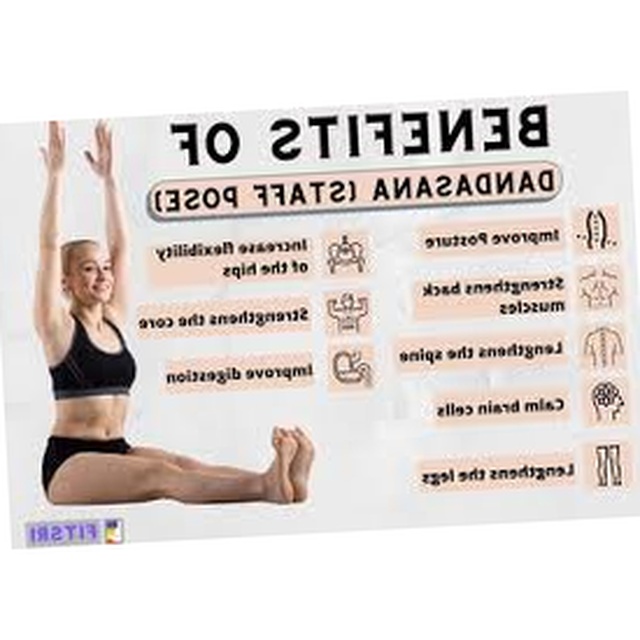 BENEFITS OF
DANDASANA (STAFF POSE)
Improve Posture
Strengthens back
muscles
Lengthens the spine
Calm brain cells
Lengthens the legs
Increase flexibility
of the hips
Strengthens the core
Improve digestion
FITSRI